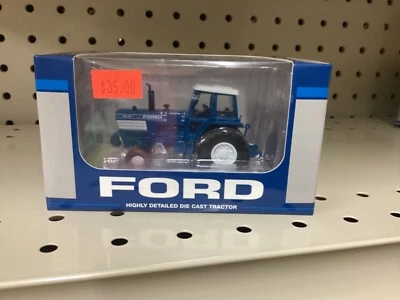 $35.00
FORD
HIGHLY DETAILED DIE CAST TRACTOR